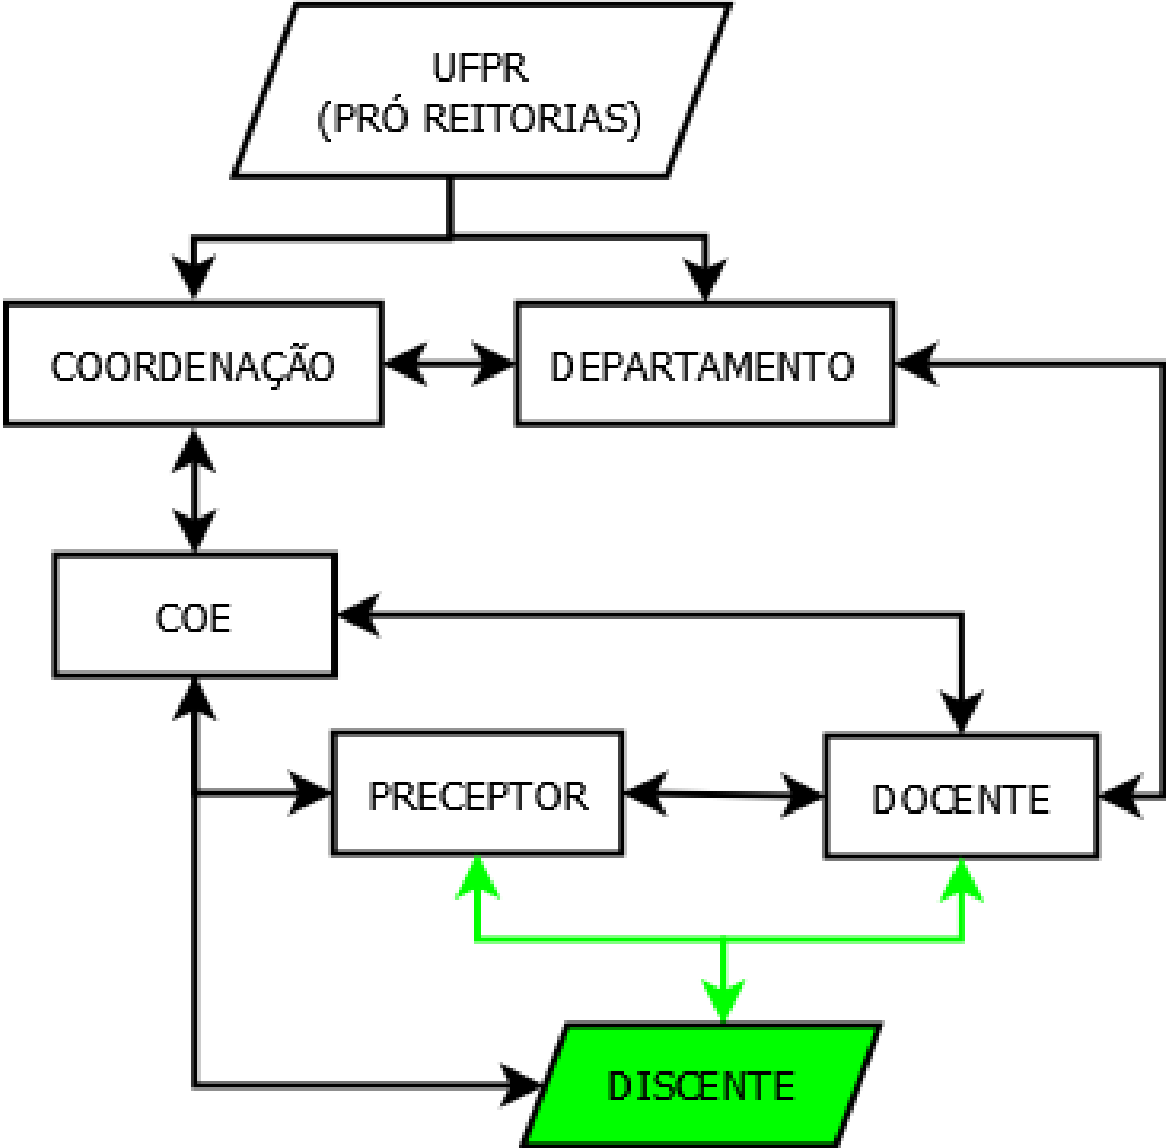 UFPR
(PRÓ REITORIAS)
COORDENAÇÃO
DEPARTAMENTO
COE
PRECEPTOR
DOCENTE
DISCENTE